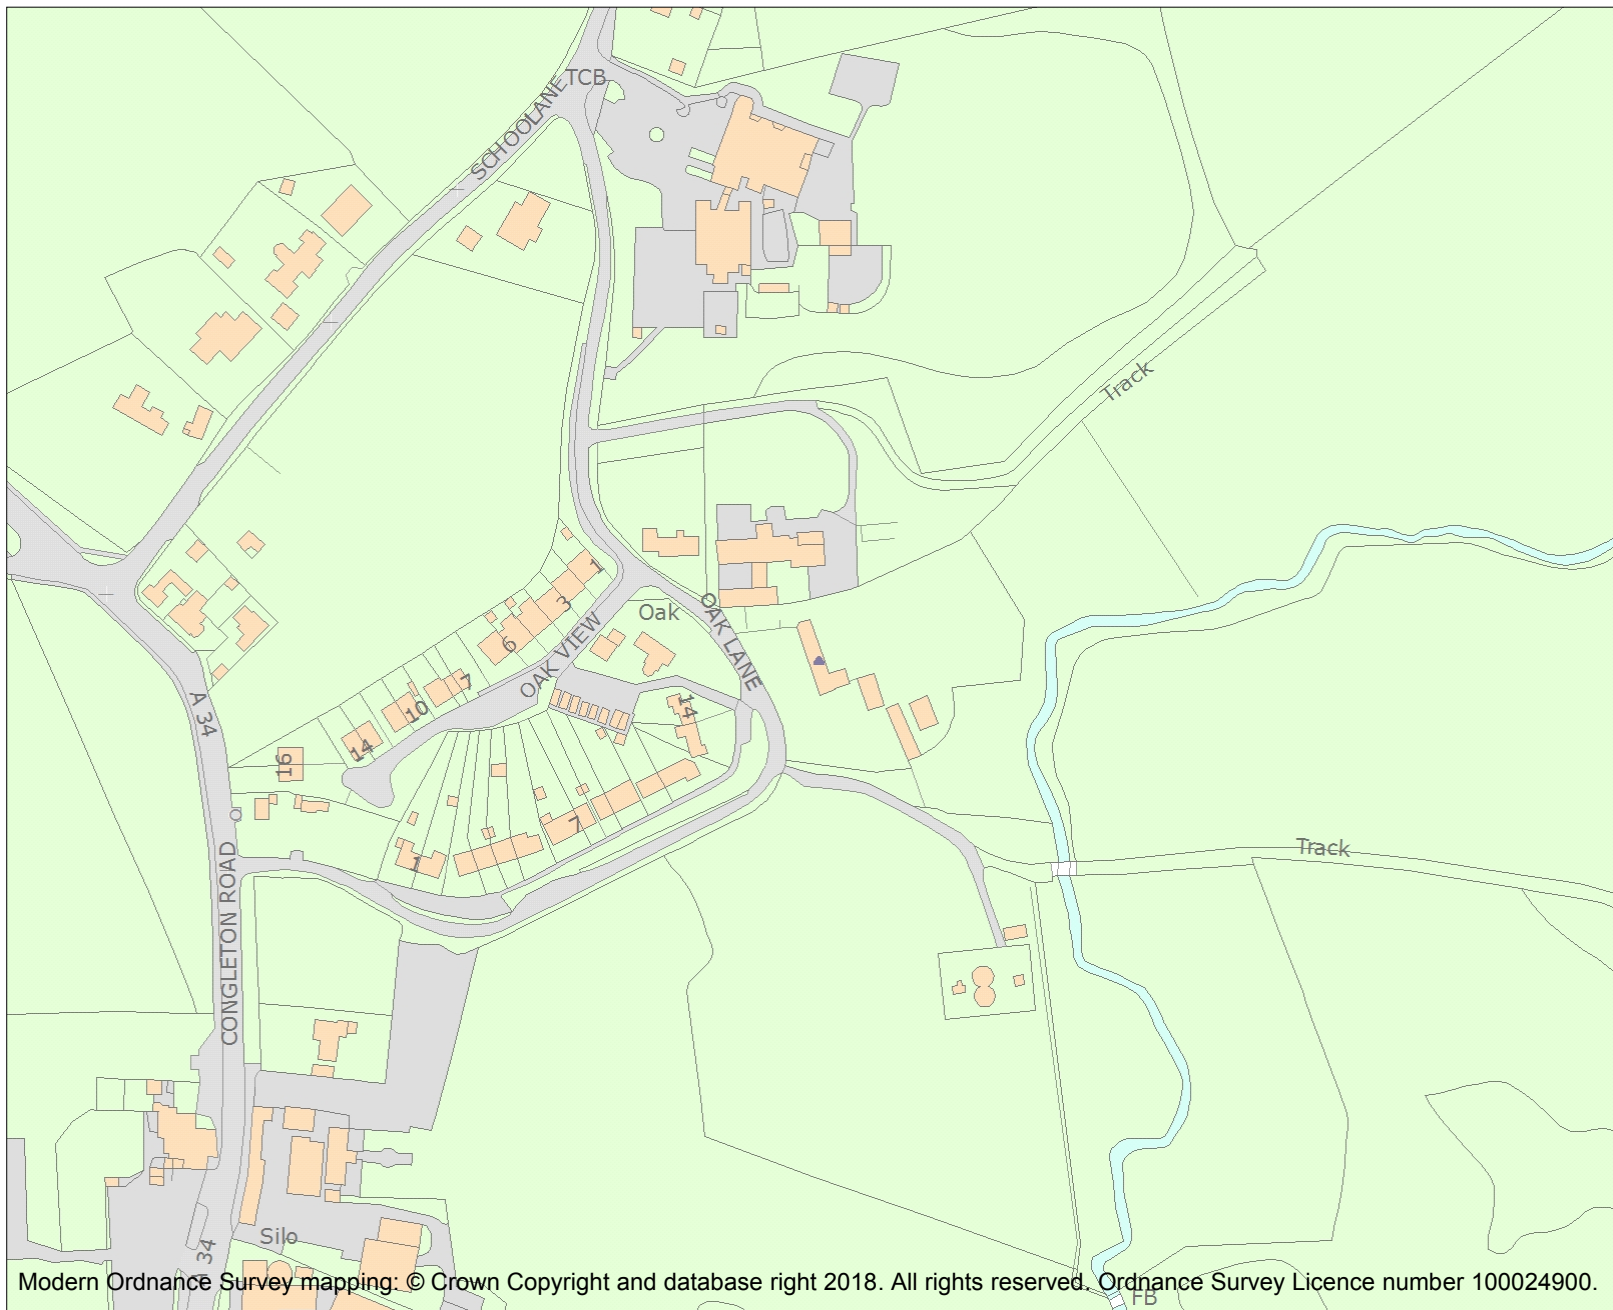 TCB
SCHOOLANE
Track
1
3
Oak
OAK LANE
6
OAK VIEW
7
A 34
10
14
14
16
7
1
Track
CONGLETON ROAD
Silo
A 34
Modern Ordnance Survey mapping: © Crown Copyright and database right 2018. All rights reserved. Ordnance Survey Licence number 100024900.
FB